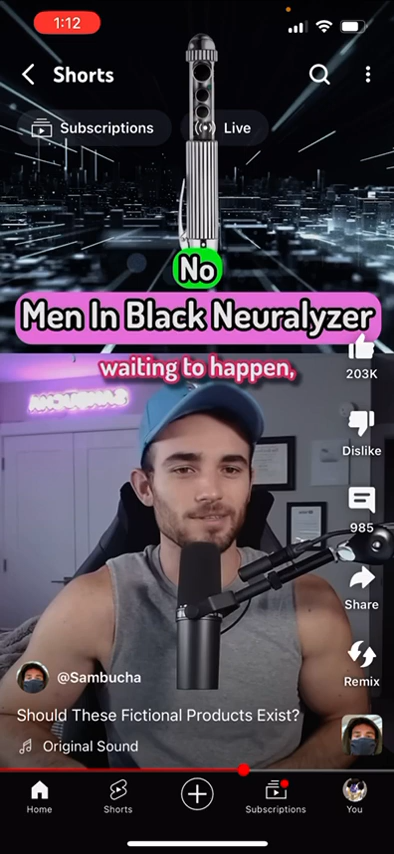 1:12
Shorts
Subscriptions
Live
No
Men In Black Neuralyzer
waiting to happen,
203K
Dislike
985
Share
@Sambucha
Remix
Should These Fictional Products Exist?
Original Sound
Home
Shorts
Subscriptions
You